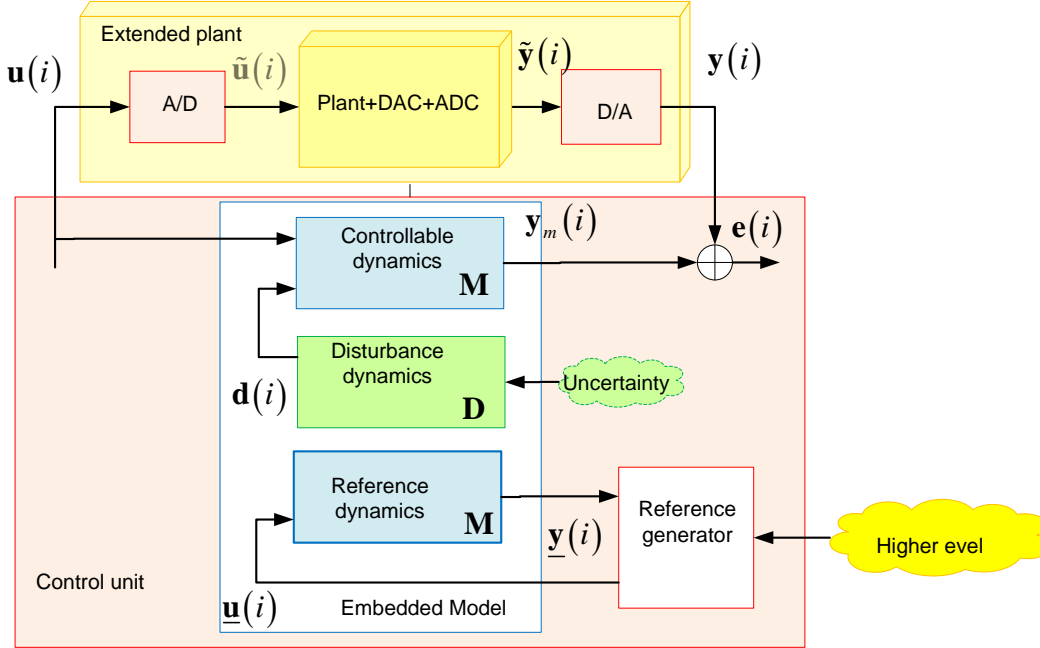 Extended plant
u(i)
A/D
ũ(i)
Plant+DAC+ADC
ỹ(i)
D/A
y(i)
Controllable
dynamics
M
y_m(i)
e(i)
Disturbance
dynamics
D
d(i)
Uncertainty
Reference
dynamics
M
y̲(i)
Reference
generator
Higher evel
Control unit
u̲(i)
Embedded Model